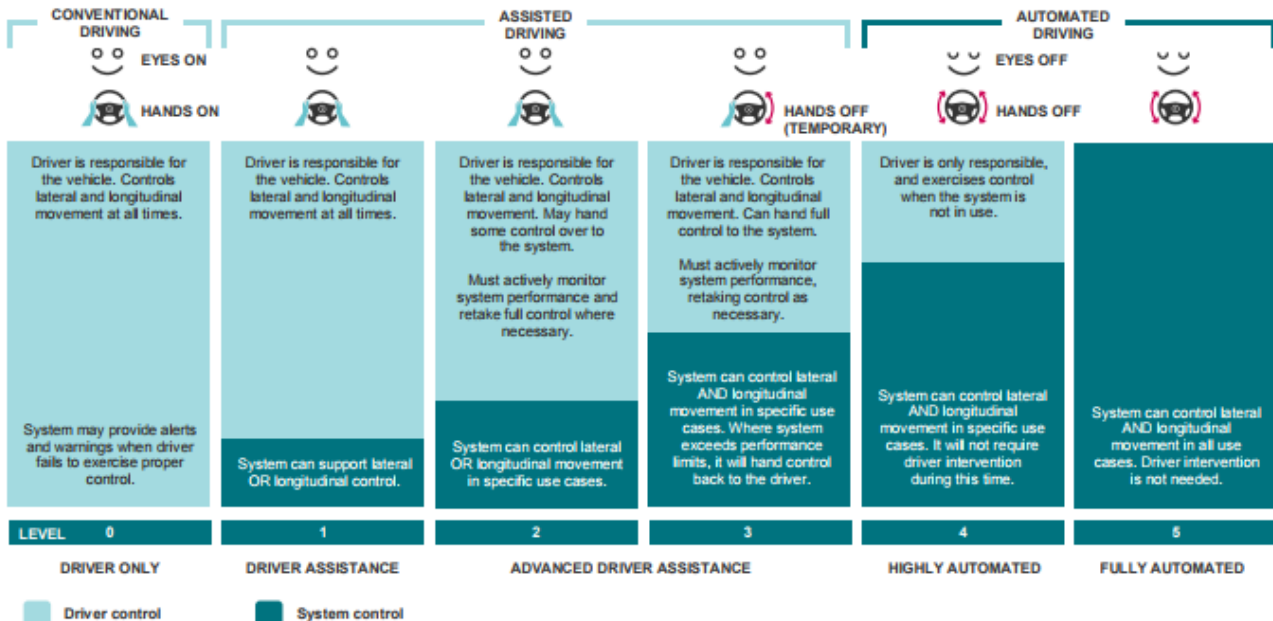 CONVENTIONAL
DRIVING
ASSISTED
DRIVING
AUTOMATED
DRIVING
EYES ON
EYES OFF
HANDS ON
HANDS OFF
(TEMPORARY)
HANDS OFF
Driver is responsible for
the vehicle. Controls
lateral and longitudinal
movement at all times.
System may provide alerts
and warnings when driver
fails to exercise proper
control.
Driver is responsible for
the vehicle. Controls
lateral and longitudinal
movement at all times.
System can support lateral
OR longitudinal control.
Driver is responsible for
the vehicle. Controls
lateral and longitudinal
movement. May hand
some control over to
the system.
Must actively monitor
system performance and
retake full control where
necessary.
System can control lateral
OR longitudinal movement
in specific use cases.
Driver is responsible for
the vehicle. Controls
lateral and longitudinal
movement. Can hand full
control to the system.
Must actively monitor
system performance,
retaking control as
necessary.
System can control lateral
AND longitudinal
movement in specific use
cases. Where system
exceeds performance
limits, it will hand control
back to the driver.
Driver is only responsible,
and exercises control
when the system is
not in use.
System can control lateral
AND longitudinal
movement in specific use
cases. It will not require
driver intervention
during this time.
System can control lateral
AND longitudinal
movement in all use
cases. Driver intervention
is not needed.
LEVEL 0 1 2 3 4 5
DRIVER ONLY
DRIVER ASSISTANCE
ADVANCED DRIVER ASSISTANCE
HIGHLY AUTOMATED
FULLY AUTOMATED
Driver control
System control